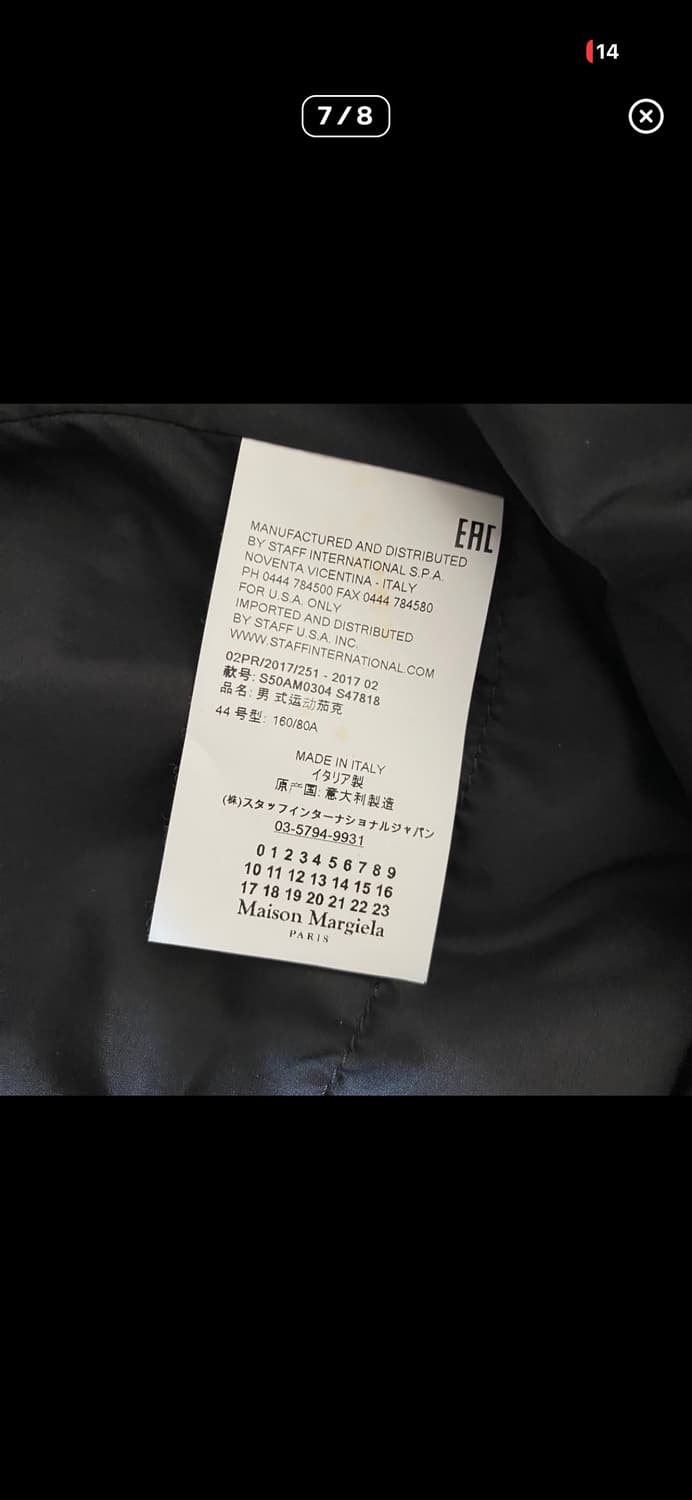 14
7/8
EAC
MANUFACTURED AND DISTRIBUTED
BY STAFF INTERNATIONAL S.P.A.
NOVENTA VICENTINA - ITALY
PH 0444 784500 FAX 0444 784580
FOR U.S.A. ONLY
IMPORTED AND DISTRIBUTED
BY STAFF U.S.A. INC.
WWW.STAFFINTERNATIONAL.COM
02PR/2017/251 - 2017 02
款号: S50AM0304 S47818
品名: 男 式运动茄克
44 号型: 160/80A
MADE IN ITALY
イタリア製
原产国: 意大利製造
(株)スタッフインターナショナルジャパン
03-5794-9931
0 1 2 3 4 5 6 7 8 9
10 11 12 13 14 15 16
17 18 19 20 21 22 23
Maison Margiela
PARIS